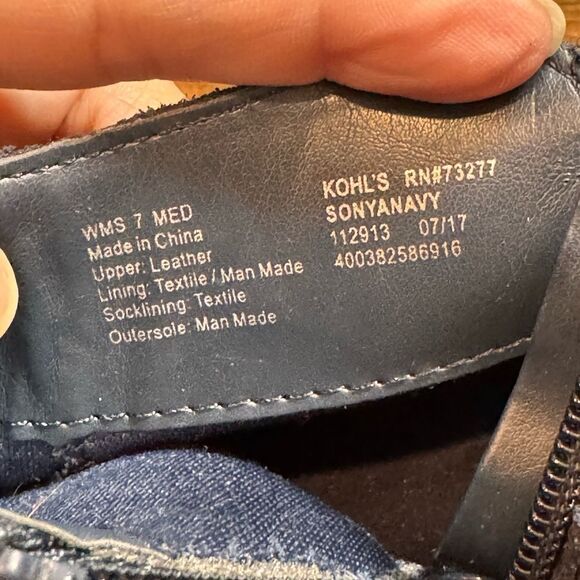 WMS 7 MED
Made in China
Upper: Leather
Lining: Textile / Man Made
Socklining: Textile
Outersole: Man Made
KOHL'S RN#73277
SONYANAVY
112913 07/17
400382586916